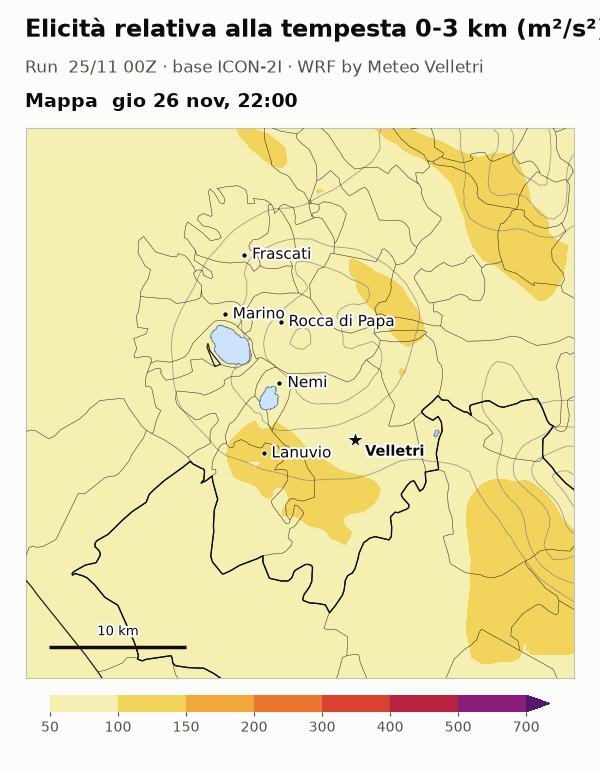 Elicità relativa alla tempesta 0-3 km (m²/s²)
Run 25/11 00Z · base ICON-2I · WRF by Meteo Velletri
Mappa gio 26 nov, 22:00
Frascati
Marino
Rocca di Papa
Nemi
Velletri
Lanuvio
10 km
50 100 150 200 300 400 500 700